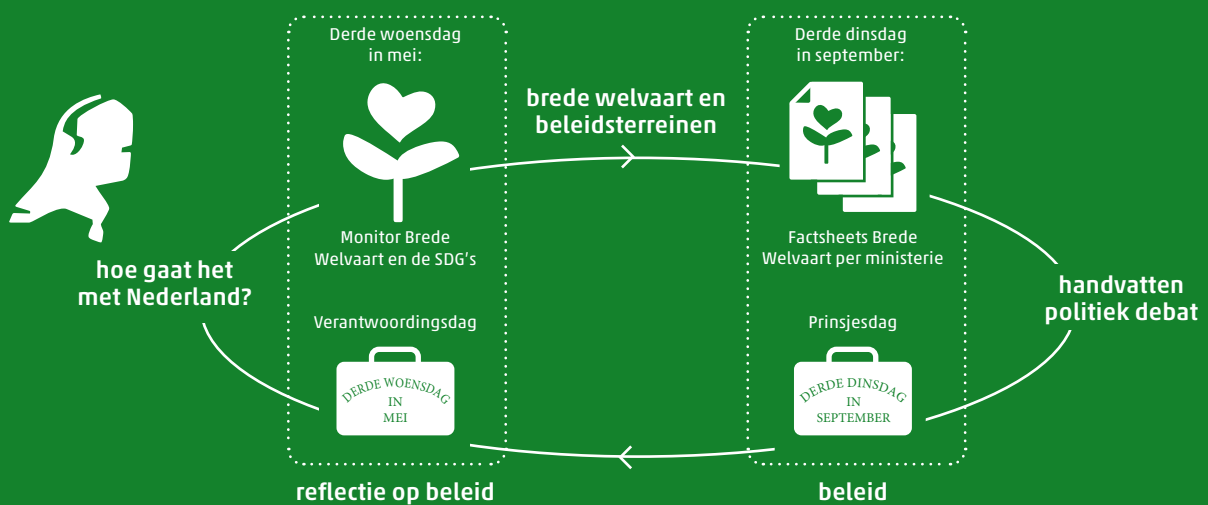 Derde woensdag
in mei:
Monitor Brede
Welvaart en de SDG's
Verantwoordingsdag
DERDE WOENSDAG
IN
MEI
reflectie op beleid
hoe gaat het
met Nederland?
brede welvaart en
beleidsterreinen
Derde dinsdag
in september:
Factsheets Brede
Welvaart per ministerie
Prinsjesdag
DERDE DINSDAG
IN
SEPTEMBER
beleid
handvatten
politiek debat